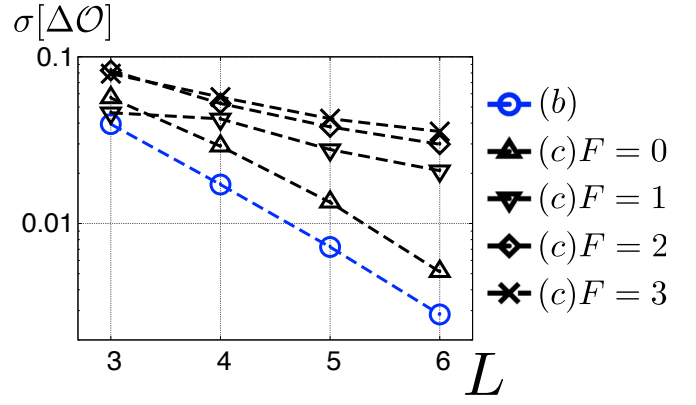 σ[Δ𝒪]
0.1
0.01
3 4 5 6
L
(b)
(c)F = 0
(c)F = 1
(c)F = 2
(c)F = 3